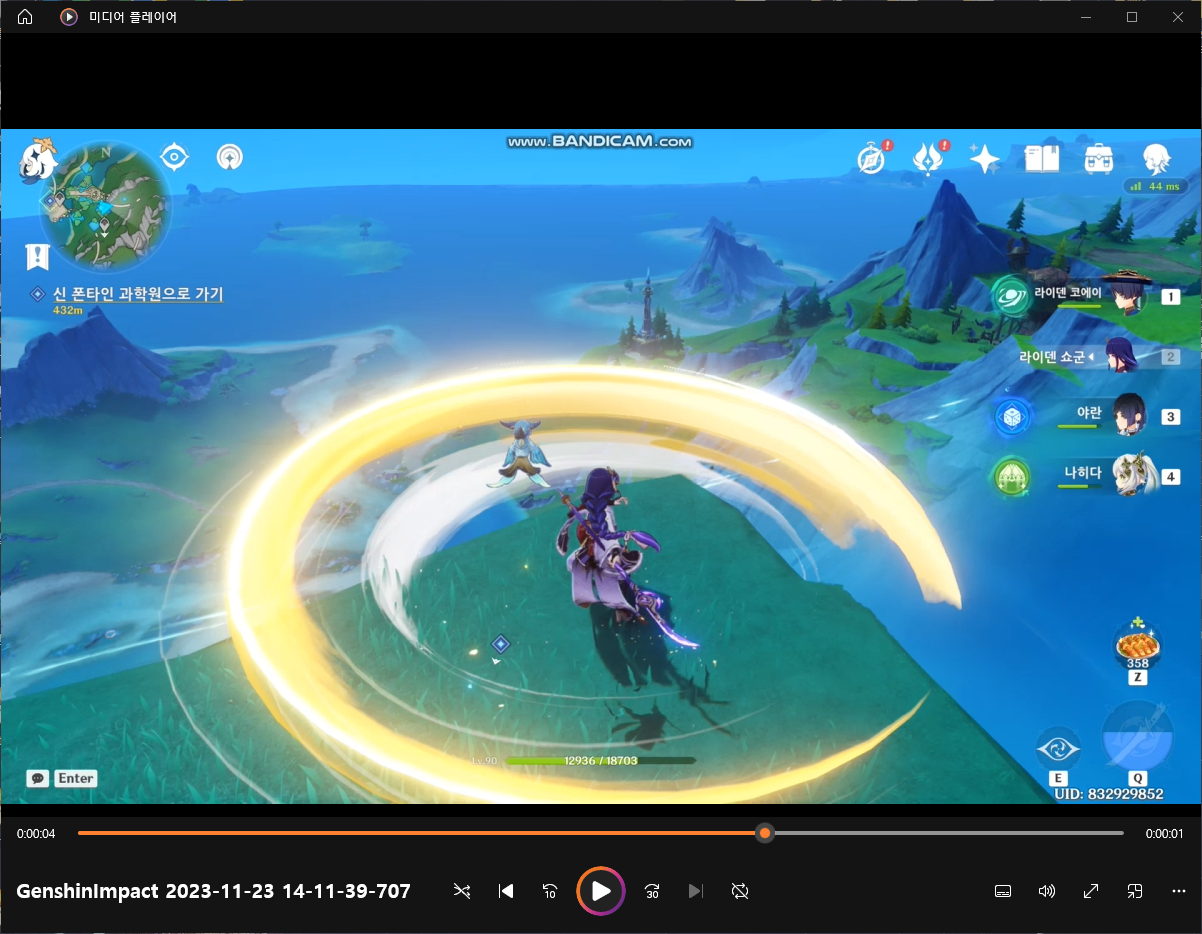 미디어 플레이어
www.BANDICAM.com
N
44 ms
신 폰타인 과학원으로 가기
432m
라이덴 코에이
1
라이덴 쇼군
2
야란
3
나히다
4
358
Z
Lv.90
12936 / 18703
Enter
E
Q
UID: 832929852
0:00:04
0:00:01
GenshinImpact 2023-11-23 14-11-39-707
10
30